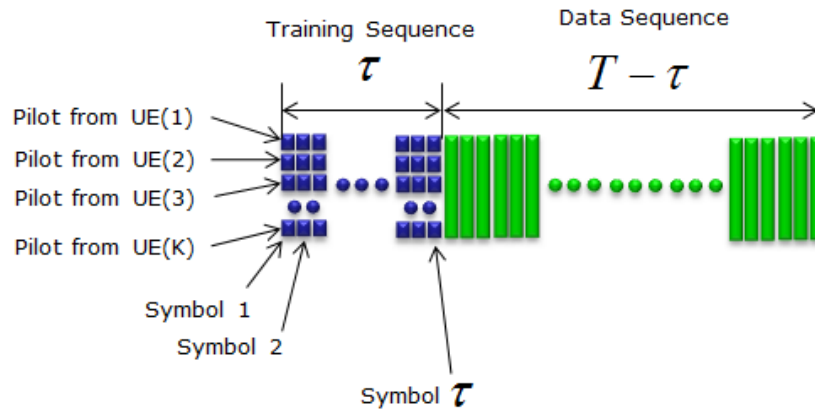 Training Sequence
Data Sequence
τ
T − τ
Pilot from UE(1)
Pilot from UE(2)
Pilot from UE(3)
Pilot from UE(K)
Symbol 1
Symbol 2
Symbol τ